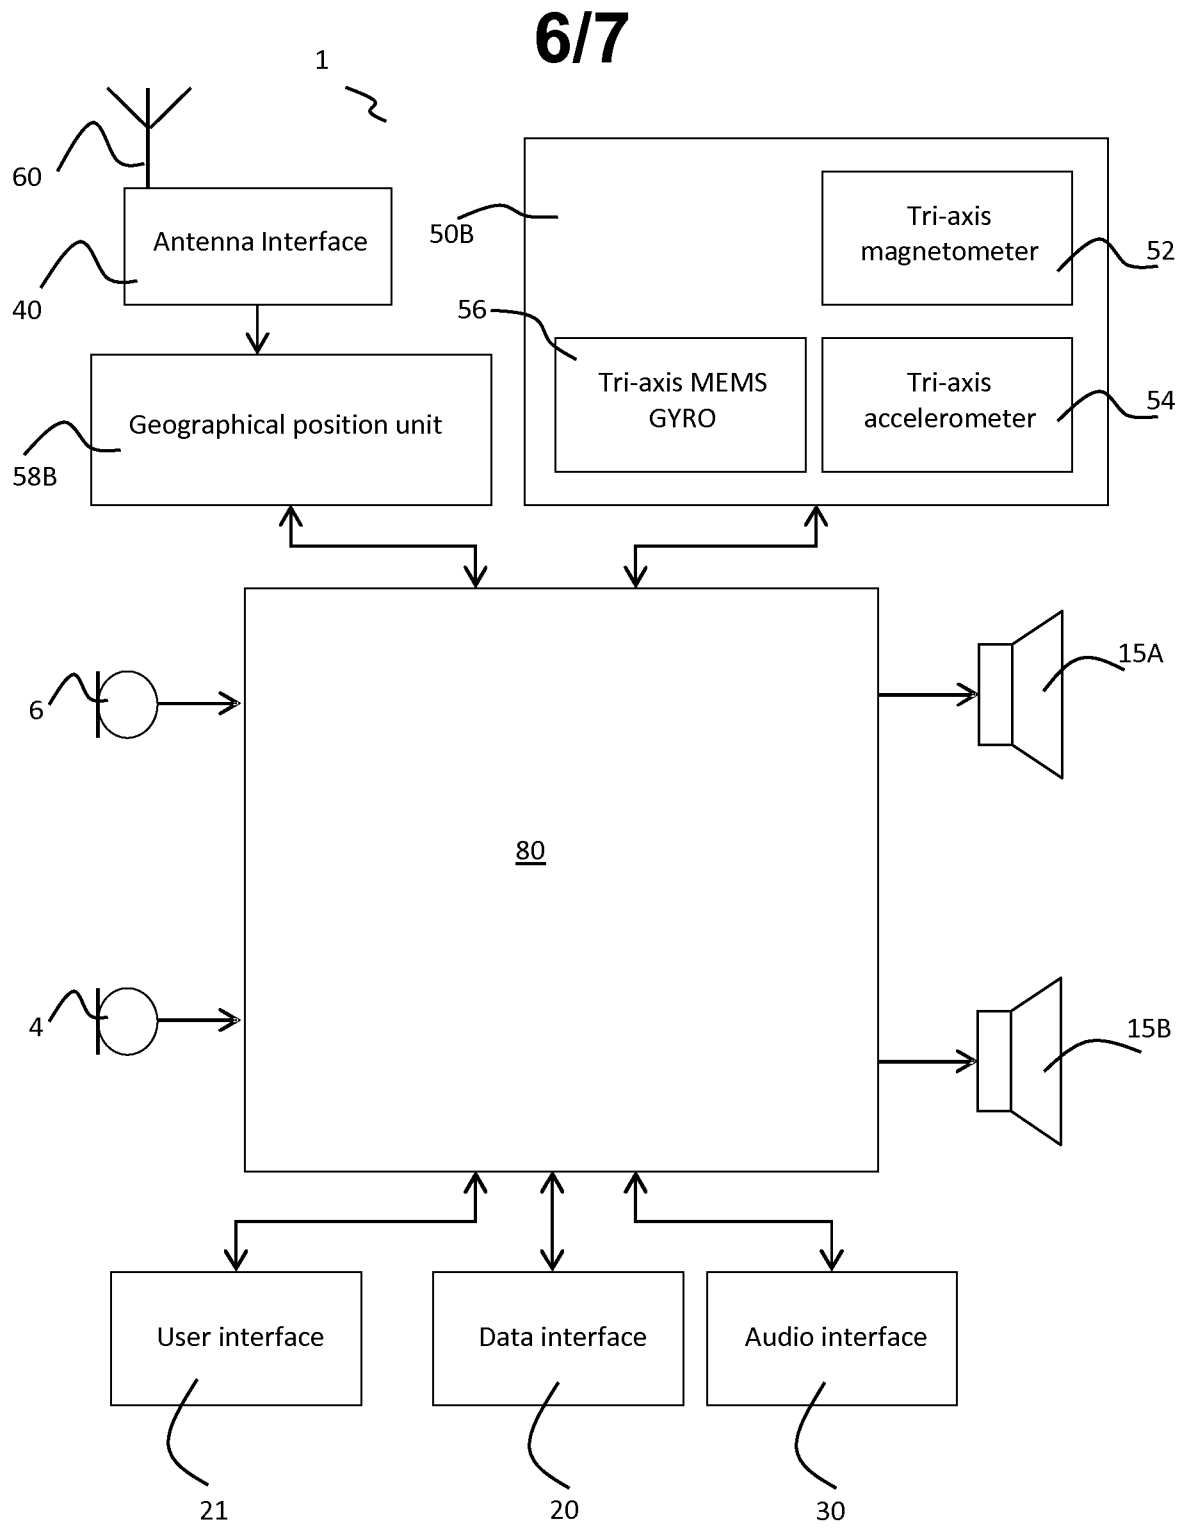 6/7
1
60
Antenna Interface
40
50B
Tri-axis
magnetometer
52
56
Tri-axis MEMS
GYRO
Tri-axis
accelerometer
54
Geographical position unit
58B
6
15A
80
4
15B
User interface
Data interface
Audio interface
21
20
30